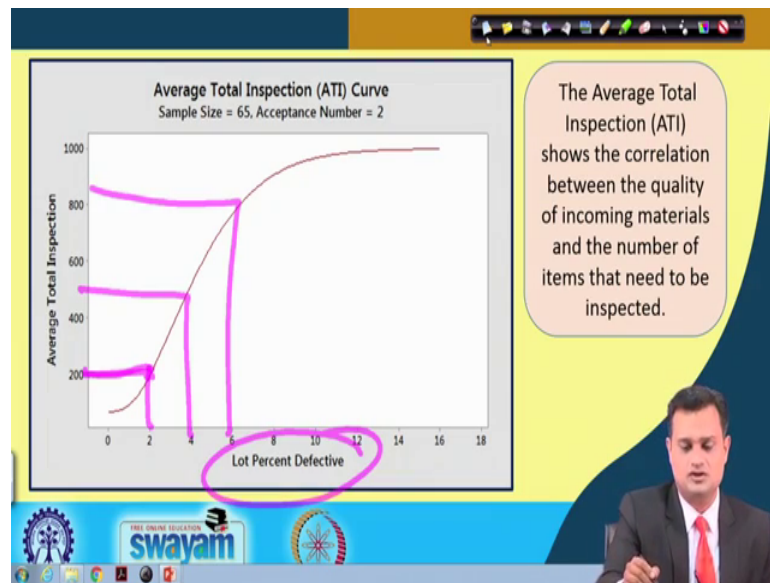 Average Total Inspection (ATI) Curve
Sample Size = 65, Acceptance Number = 2
Average Total Inspection
1000
800
600
400
200
0 2 4 6 8 10 12 14 16 18
Lot Percent Defective
The Average Total
Inspection (ATI)
shows the correlation
between the quality
of incoming materials
and the number of
items that need to be
inspected.
FREE ONLINE EDUCATION
swayam